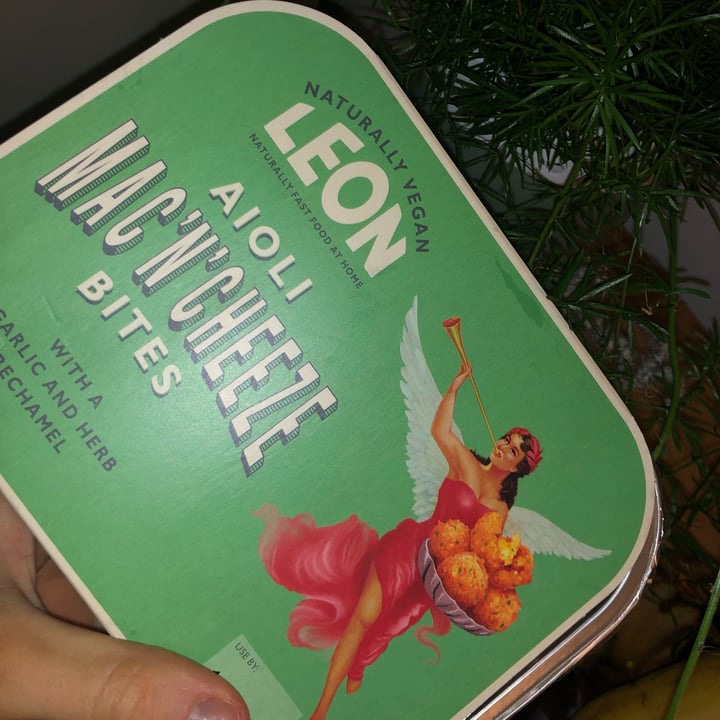 NATURALLY VEGAN
LEON
NATURALLY FAST FOOD AT HOME
AIOLI
MAC'N'CHEEZE
BITES
WITH A
GARLIC AND HERB
BECHAMEL
USE BY: